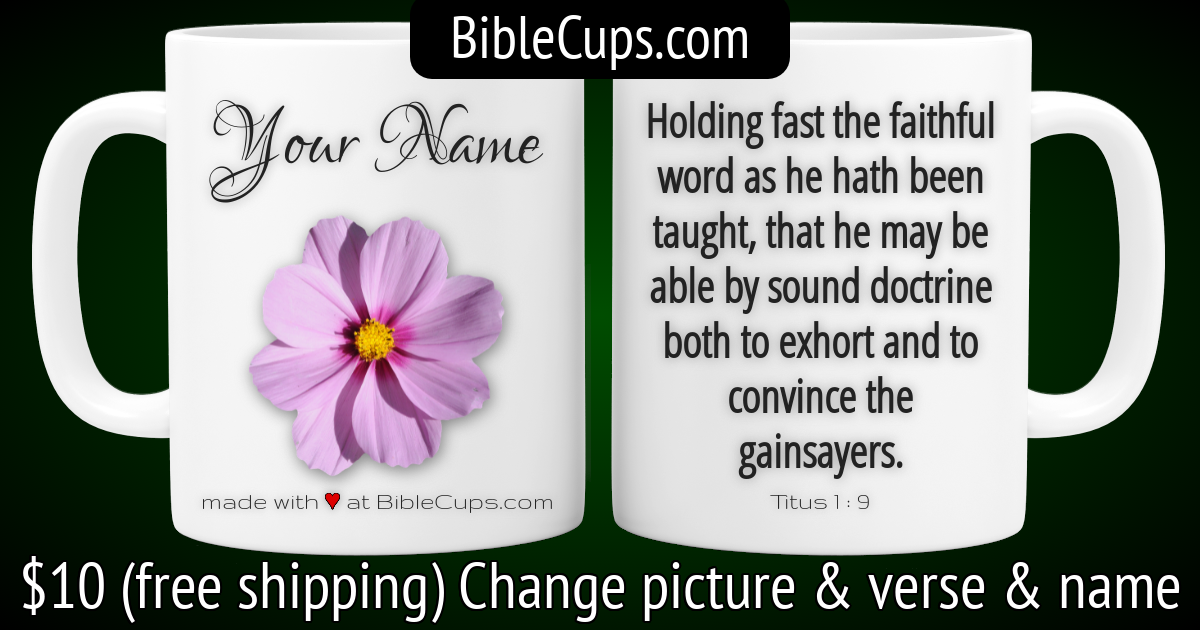 BibleCups.com
Your Name
made with ♥ at BibleCups.com
Holding fast the faithful
word as he hath been
taught, that he may be
able by sound doctrine
both to exhort and to
convince the
gainsayers.
Titus 1 : 9
$10 (free shipping) Change picture & verse & name